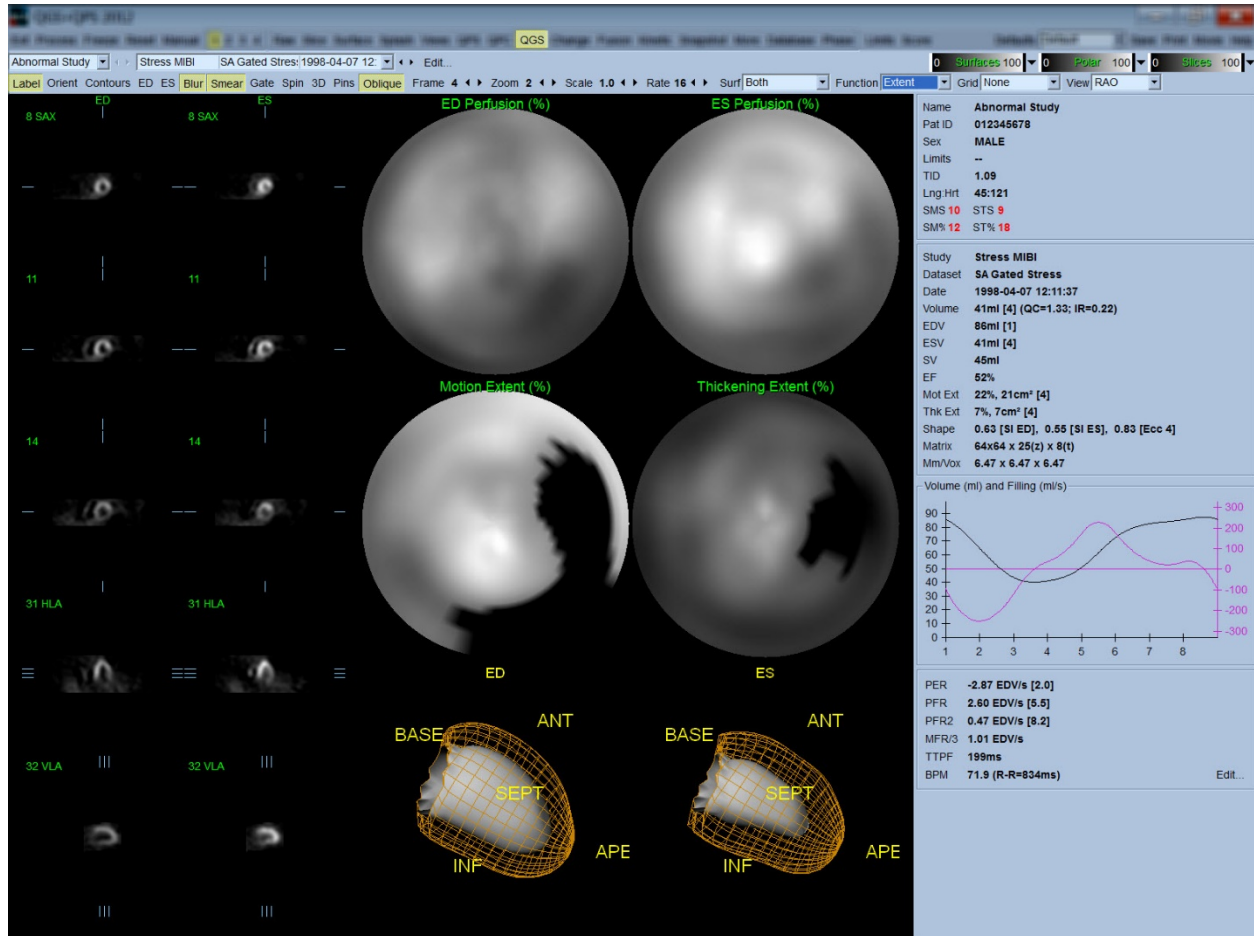 QGS+QPS 2012
QGS
Abnormal Study Stress MIBI SA Gated Stres: 1998-04-07 12: Edit...
0 Surfaces 100 0 Polar 100 0 Slices 100
Label Orient Contours ED ES Blur Smear Gate Spin 3D Pins Oblique Frame 4 Zoom 2 Scale 1.0 Rate 16 Surf Both Function Extent Grid None View RAO
ED ES
8 SAX 8 SAX
11 11
14 14
31 HLA 31 HLA
32 VLA 32 VLA
ED Perfusion (%) ES Perfusion (%)
Motion Extent (%) Thickening Extent (%)
ED ES
ANT ANT
BASE BASE
SEPT SEPT
APE APE
INF INF
Name Abnormal Study
Pat ID 012345678
Sex MALE
Limits --
TID 1.09
Lng:Hrt 45:121
SMS 10 STS 9
SM% 12 ST% 18
Study Stress MIBI
Dataset SA Gated Stress
Date 1998-04-07 12:11:37
Volume 41ml [4] (QC=1.33; IR=0.22)
EDV 86ml [1]
ESV 41ml [4]
SV 45ml
EF 52%
Mot Ext 22%, 21cm² [4]
Thk Ext 7%, 7cm² [4]
Shape 0.63 [SI ED], 0.55 [SI ES], 0.83 [Ecc 4]
Matrix 64x64 x 25(z) x 8(t)
Mm/Vox 6.47 x 6.47 x 6.47
Volume (ml) and Filling (ml/s)
90 300
80 200
70
60 100
50 0
40
30 -100
20 -200
10
0 -300
1 2 3 4 5 6 7 8
PER -2.87 EDV/s [2.0]
PFR 2.60 EDV/s [5.5]
PFR2 0.47 EDV/s [8.2]
MFR/3 1.01 EDV/s
TTPF 199ms
BPM 71.9 (R-R=834ms) Edit...